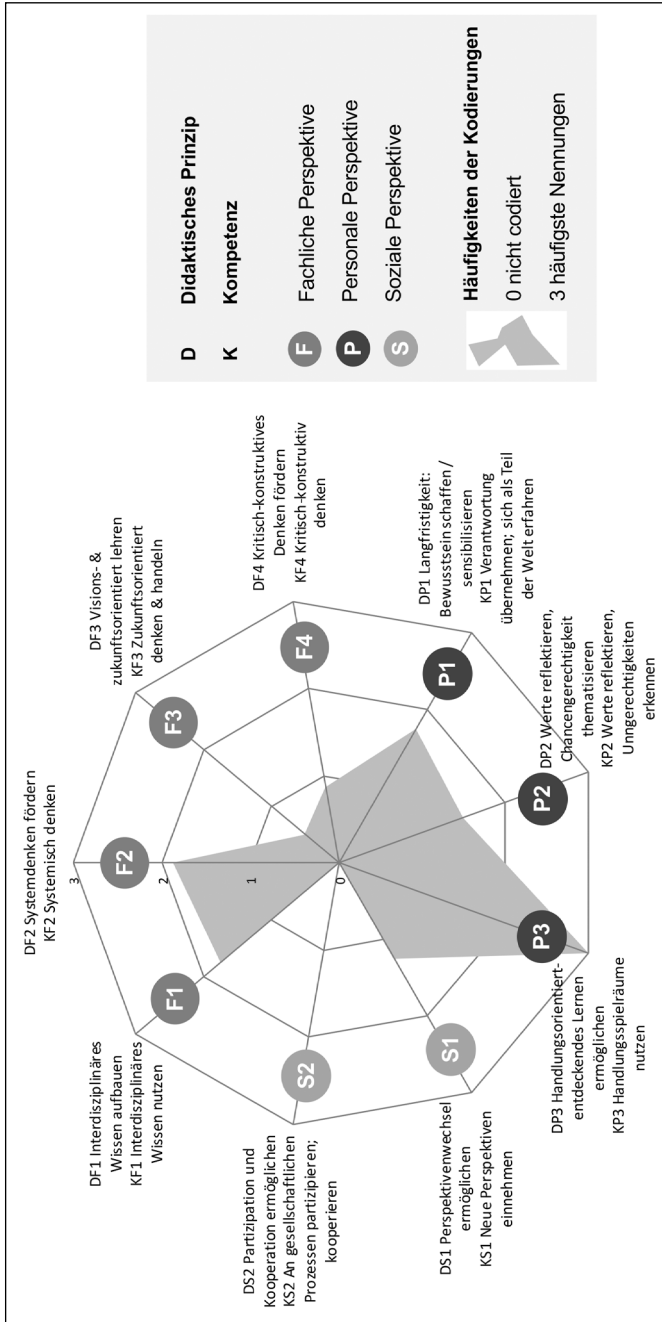 DF2 Systemdenken fördern
KF2 Systemisch denken
DF3 Visions- &
zukunftsorientiert lehren
KF3 Zukunftsorientiert
denken & handeln
DF4 Kritisch-konstruktives
Denken fördern
KF4 Kritisch-konstruktiv
denken
DP1 Langfristigkeit:
Bewusstsein schaffen /
sensibilisieren
KP1 Verantwortung
übernehmen; sich als Teil
der Welt erfahren
DP2 Werte reflektieren,
Chancengerechtigkeit
thematisieren
KP2 Werte reflektieren,
Unngerechtigkeiten
erkennen
DP3 Handlungsorientiert-
entdeckendes Lernen
ermöglichen
KP3 Handlungsspielräume
nutzen
DS1 Perspektivenwechsel
ermöglichen
KS1 Neue Perspektiven
einnehmen
DS2 Partizipation und
Kooperation ermöglichen
KS2 An gesellschaftlichen
Prozessen partizipieren;
kooperieren
DF1 Interdisziplinäres
Wissen aufbauen
KF1 Interdisziplinäres
Wissen nutzen
3
2
1
0
F2
F3
F4
P1
P2
P3
S1
S2
F1
D Didaktisches Prinzip
K Kompetenz
F Fachliche Perspektive
P Personale Perspektive
S Soziale Perspektive
Häufigkeiten der Kodierungen
0 nicht codiert
3 häufigste Nennungen